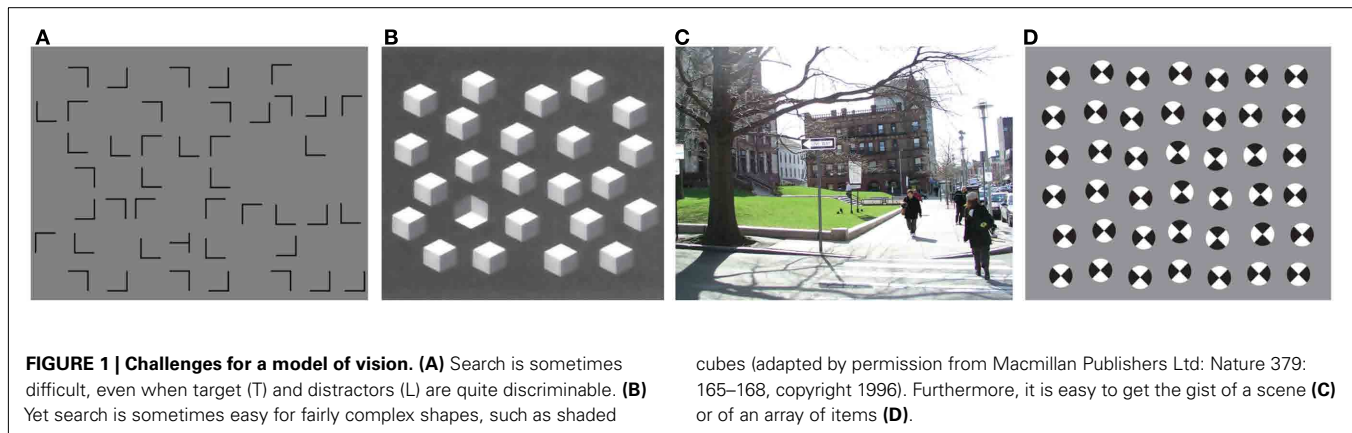 A B C D
FIGURE 1 | Challenges for a model of vision. (A) Search is sometimes
difficult, even when target (T) and distractors (L) are quite discriminable. (B)
Yet search is sometimes easy for fairly complex shapes, such as shaded
cubes (adapted by permission from Macmillan Publishers Ltd: Nature 379:
165–168, copyright 1996). Furthermore, it is easy to get the gist of a scene (C)
or of an array of items (D).